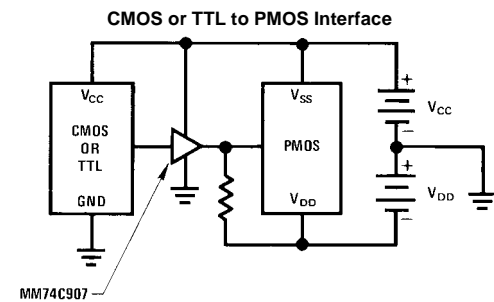 CMOS or TTL to PMOS Interface
VCC
CMOS
OR
TTL
GND
VSS
PMOS
VDD
+
VCC
−
+
VDD
−
MM74C907